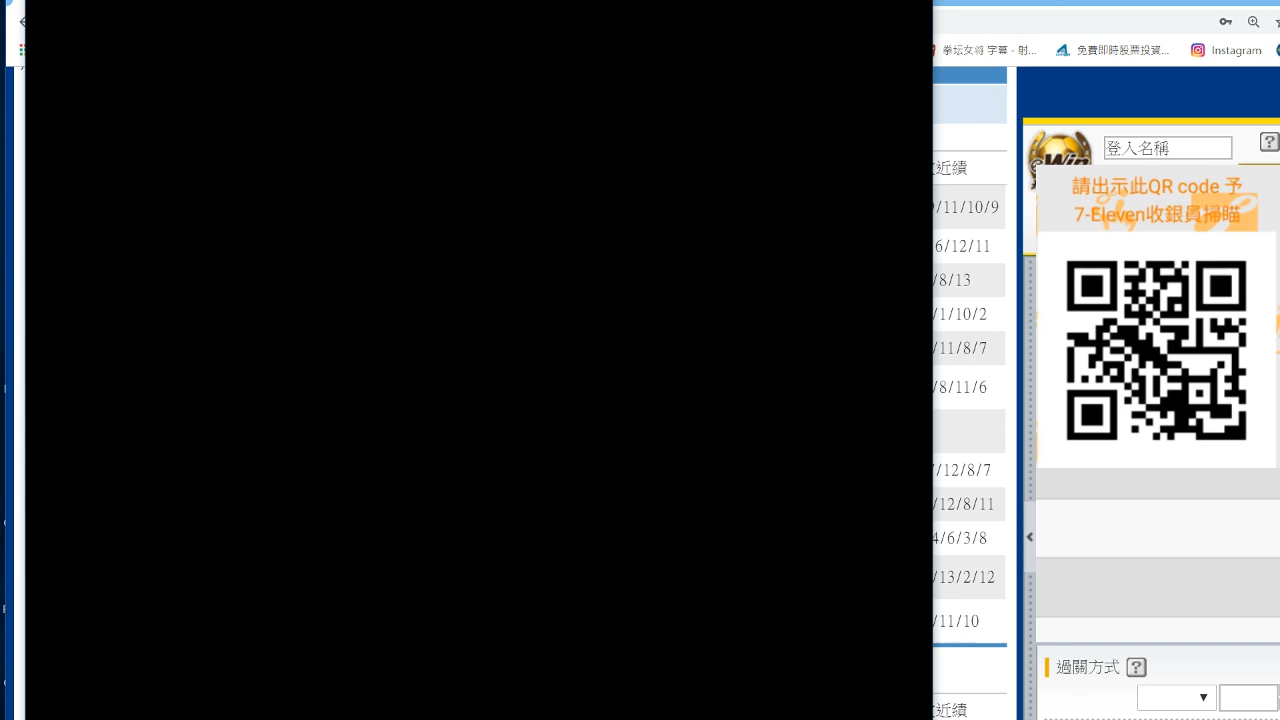 拳坛女将 字幕 - 射...
免費即時股票投資...
Instagram
eWin
登入名稱
?
近績
請出示此QR code 予
7-Eleven收銀員掃瞄
/11/10/9
6/12/11
/8/13
/1/10/2
/11/8/7
/8/11/6
/12/8/7
/12/8/11
4/6/3/8
/13/2/12
/11/10
過關方式 ?
近績